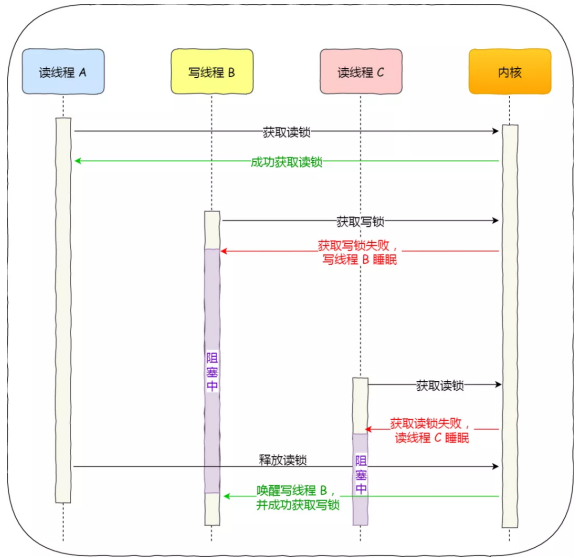 读线程 A
写线程 B
读线程 C
内核
获取读锁
成功获取读锁
获取写锁
获取写锁失败，
写线程 B 睡眠
阻塞中
获取读锁
获取读锁失败，
读线程 C 睡眠
阻塞中
释放读锁
唤醒写线程 B，
并成功获取写锁